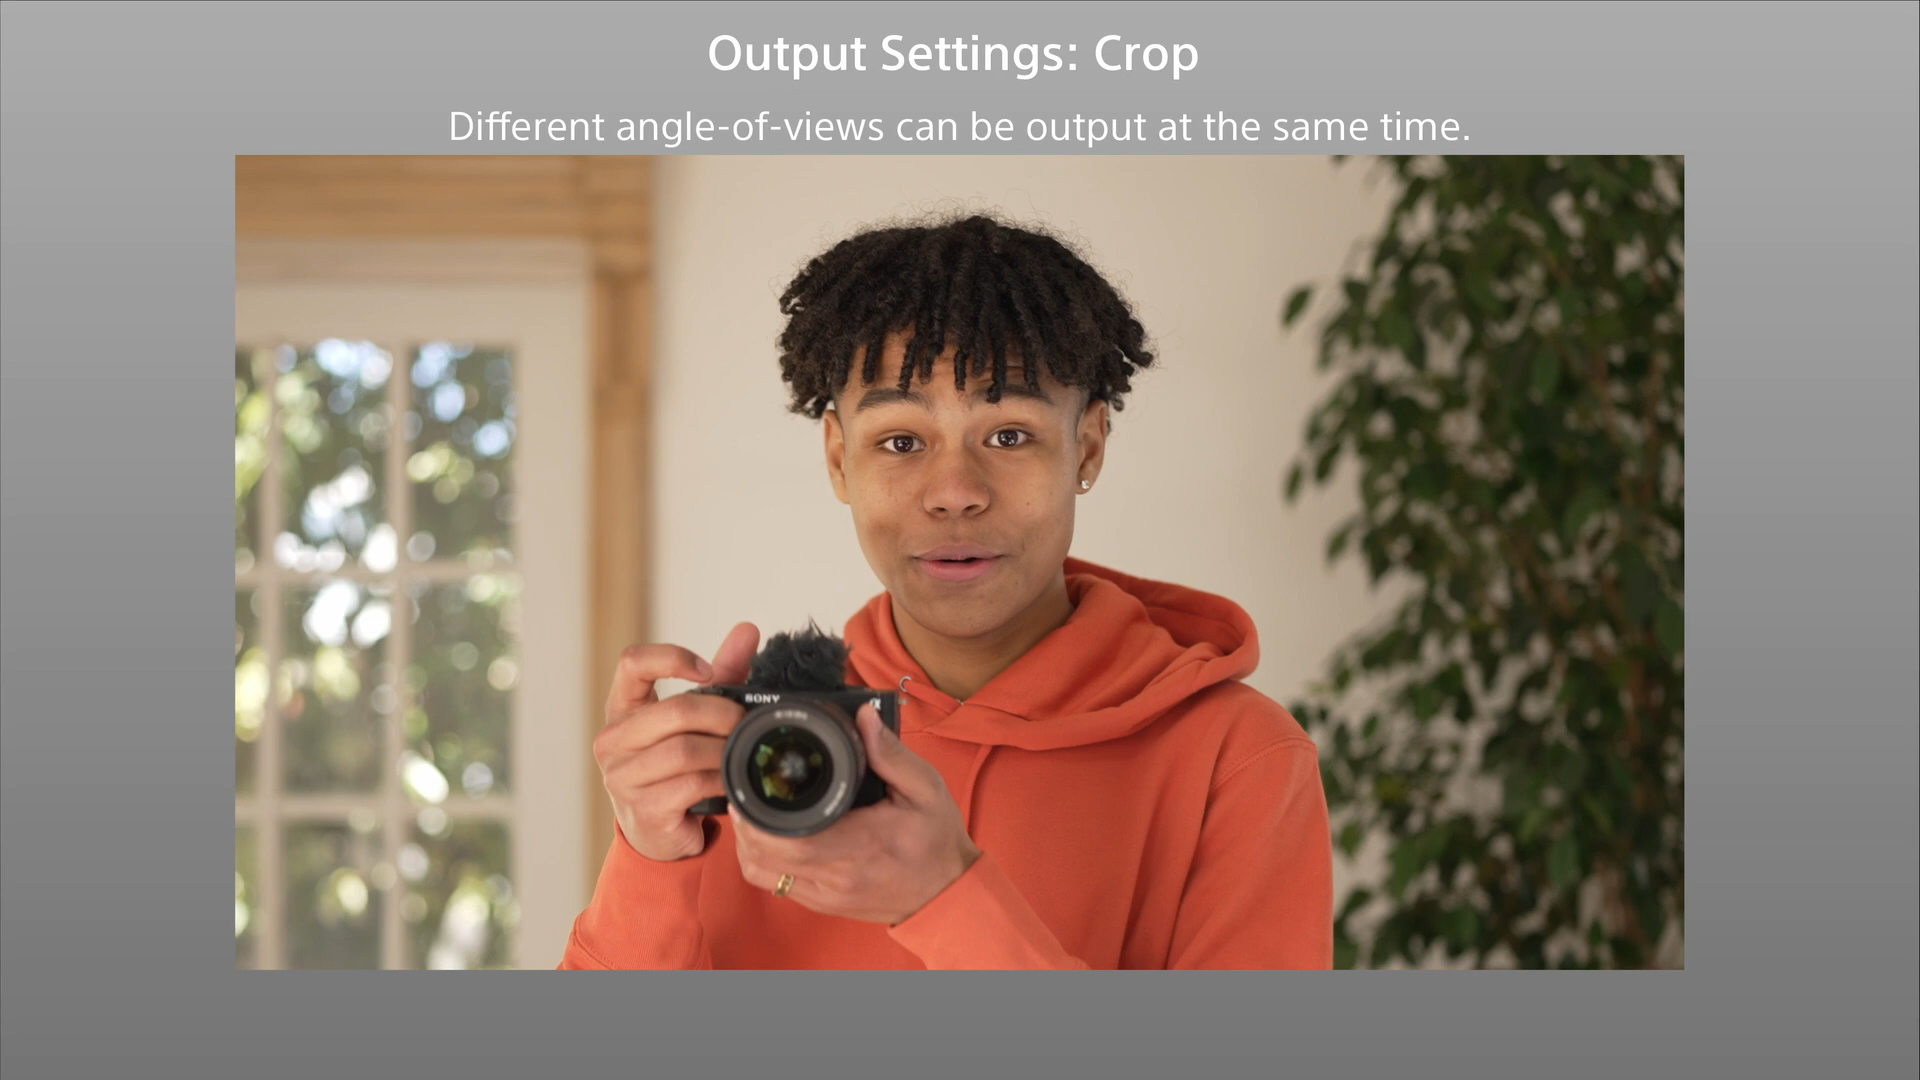 Output Settings: Crop
Different angle-of-views can be output at the same time.
SONY
α